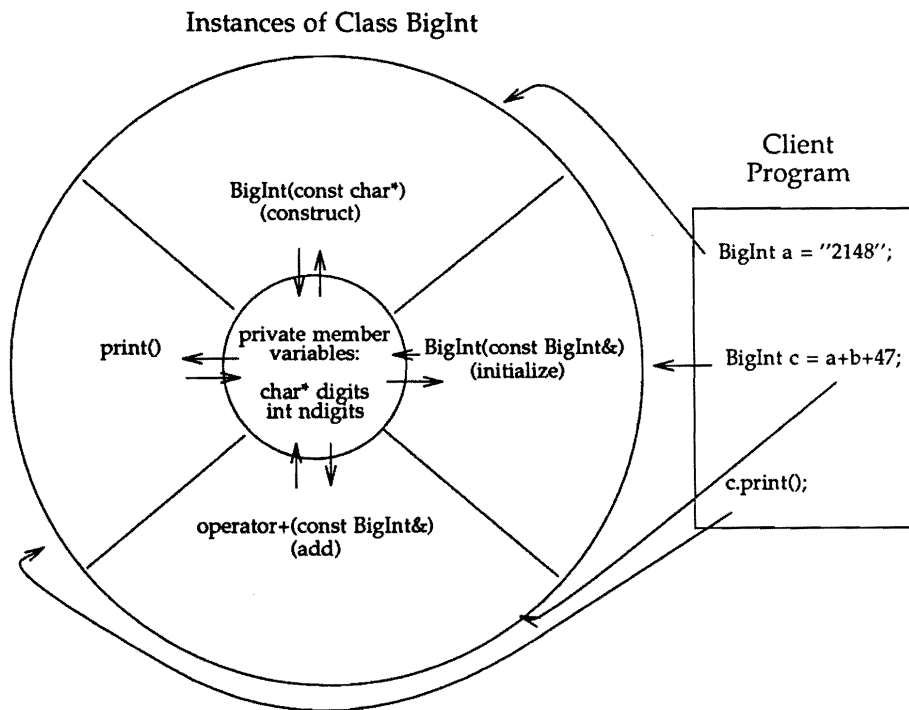 Instances of Class BigInt
Client
Program
BigInt(const char*)
(construct)
BigInt a = "2148";
print()
private member
variables:
char* digits
int ndigits
BigInt(const BigInt&)
(initialize)
BigInt c = a+b+47;
c.print();
operator+(const BigInt&)
(add)